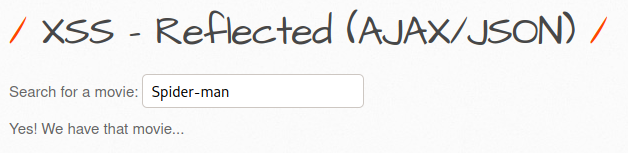 / XSS - Reflected (AJAX/JSON) /
Search for a movie: Spider-man
Yes! We have that movie...